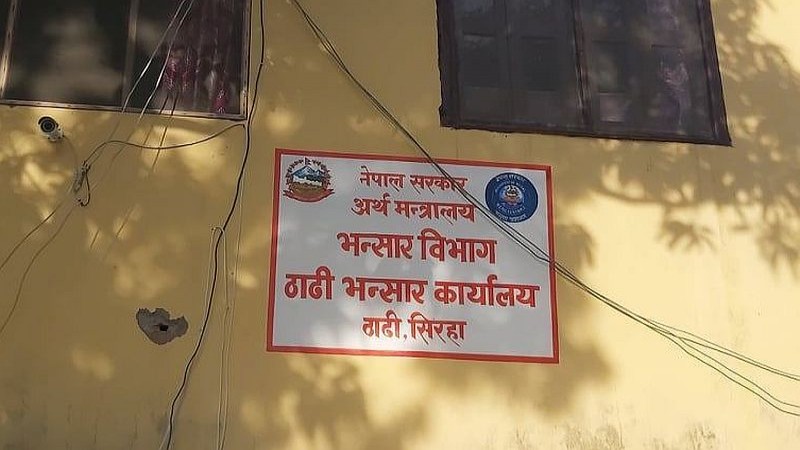 नेपाल सरकार
अर्थ मन्त्रालय
भन्सार विभाग
ठाढी भन्सार कार्यालय
ठाढी, सिरहा